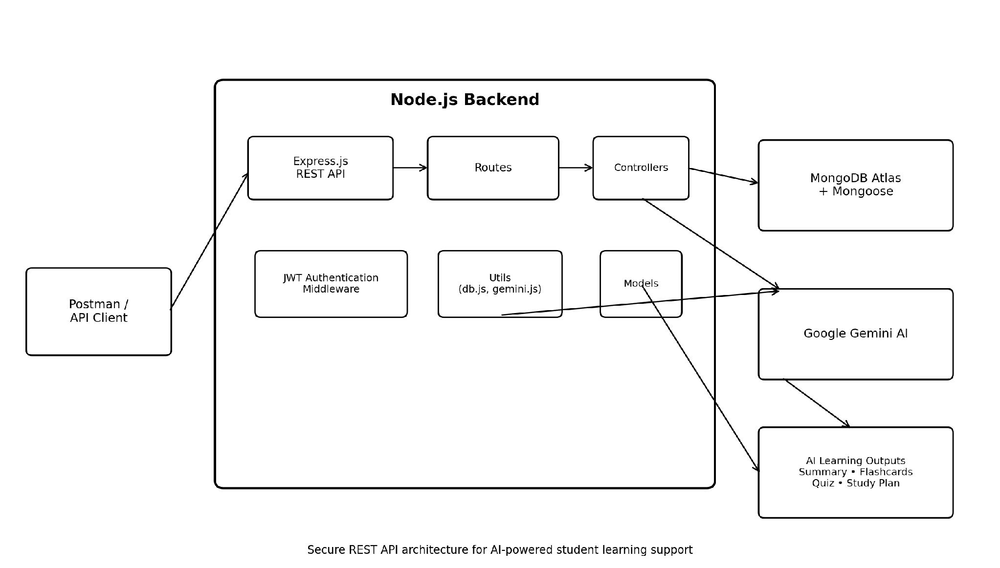 Node.js Backend
Express.js
REST API
Routes
Controllers
MongoDB Atlas
+ Mongoose
JWT Authentication
Middleware
Utils
(db.js, gemini.js)
Models
Postman /
API Client
Google Gemini AI
AI Learning Outputs
Summary • Flashcards
Quiz • Study Plan
Secure REST API architecture for AI-powered student learning support